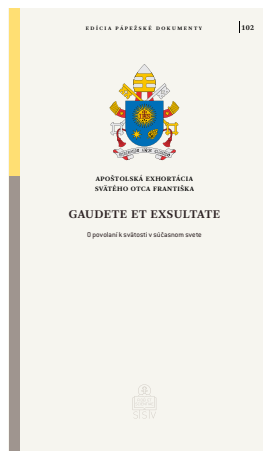 EDÍCIA PÁPEŽSKÉ DOKUMENTY
102
APOŠTOLSKÁ EXHORTÁCIA
SVÄTÉHO OTCA FRANTIŠKA
GAUDETE ET EXSULTATE
O povolaní k svätosti v súčasnom svete